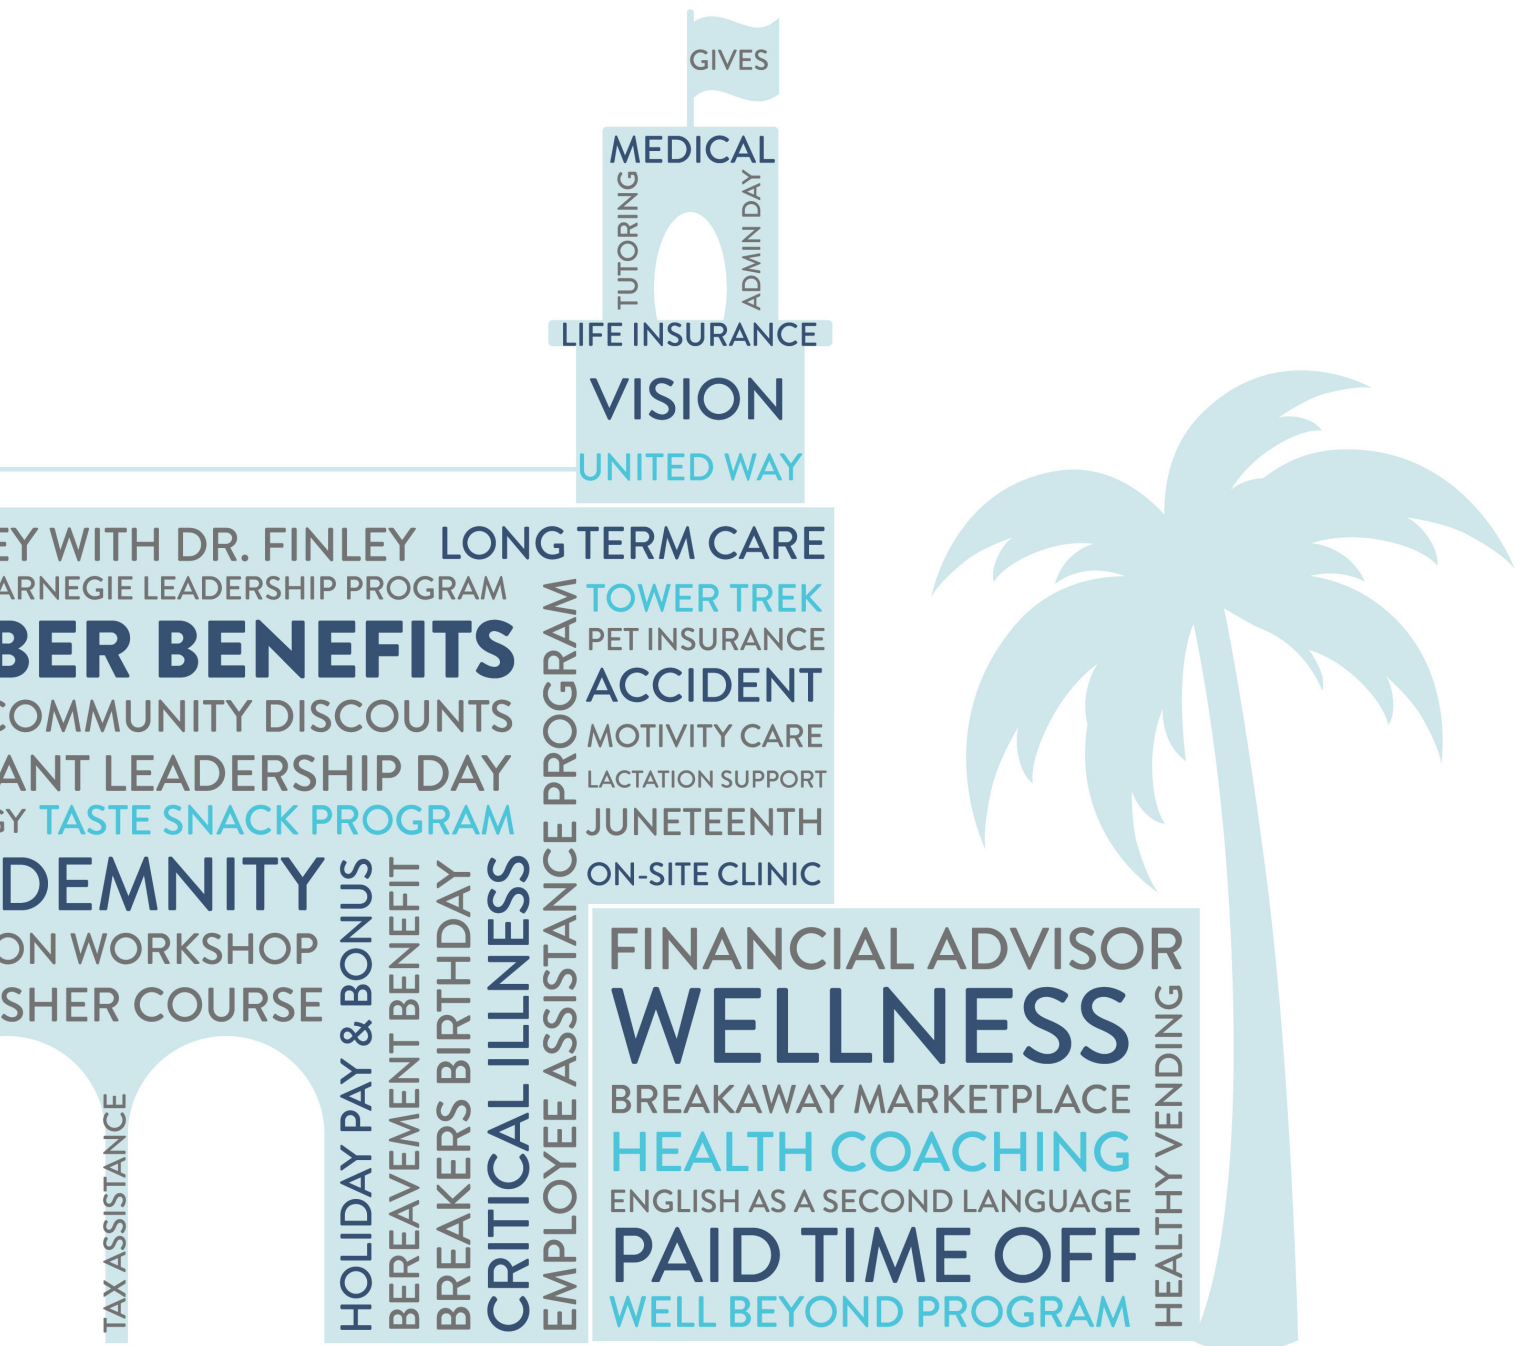 GIVES
MEDICAL
TUTORING
ADMIN DAY
LIFE INSURANCE
VISION
UNITED WAY
EY WITH DR. FINLEY
LONG TERM CARE
ARNEGIE LEADERSHIP PROGRAM
BER BENEFITS
COMMUNITY DISCOUNTS
ANT LEADERSHIP DAY
GY TASTE SNACK PROGRAM
DEMNITY
ON WORKSHOP
SHER COURSE
TAX ASSISTANCE
HOLIDAY PAY & BONUS
BEREAVEMENT BENEFIT
BREAKERS BIRTHDAY
CRITICAL ILLNESS
EMPLOYEE ASSISTANCE PROGRAM
TOWER TREK
PET INSURANCE
ACCIDENT
MOTIVITY CARE
LACTATION SUPPORT
JUNETEENTH
ON-SITE CLINIC
FINANCIAL ADVISOR
WELLNESS
BREAKAWAY MARKETPLACE
HEALTH COACHING
ENGLISH AS A SECOND LANGUAGE
PAID TIME OFF
WELL BEYOND PROGRAM
HEALTHY VENDING